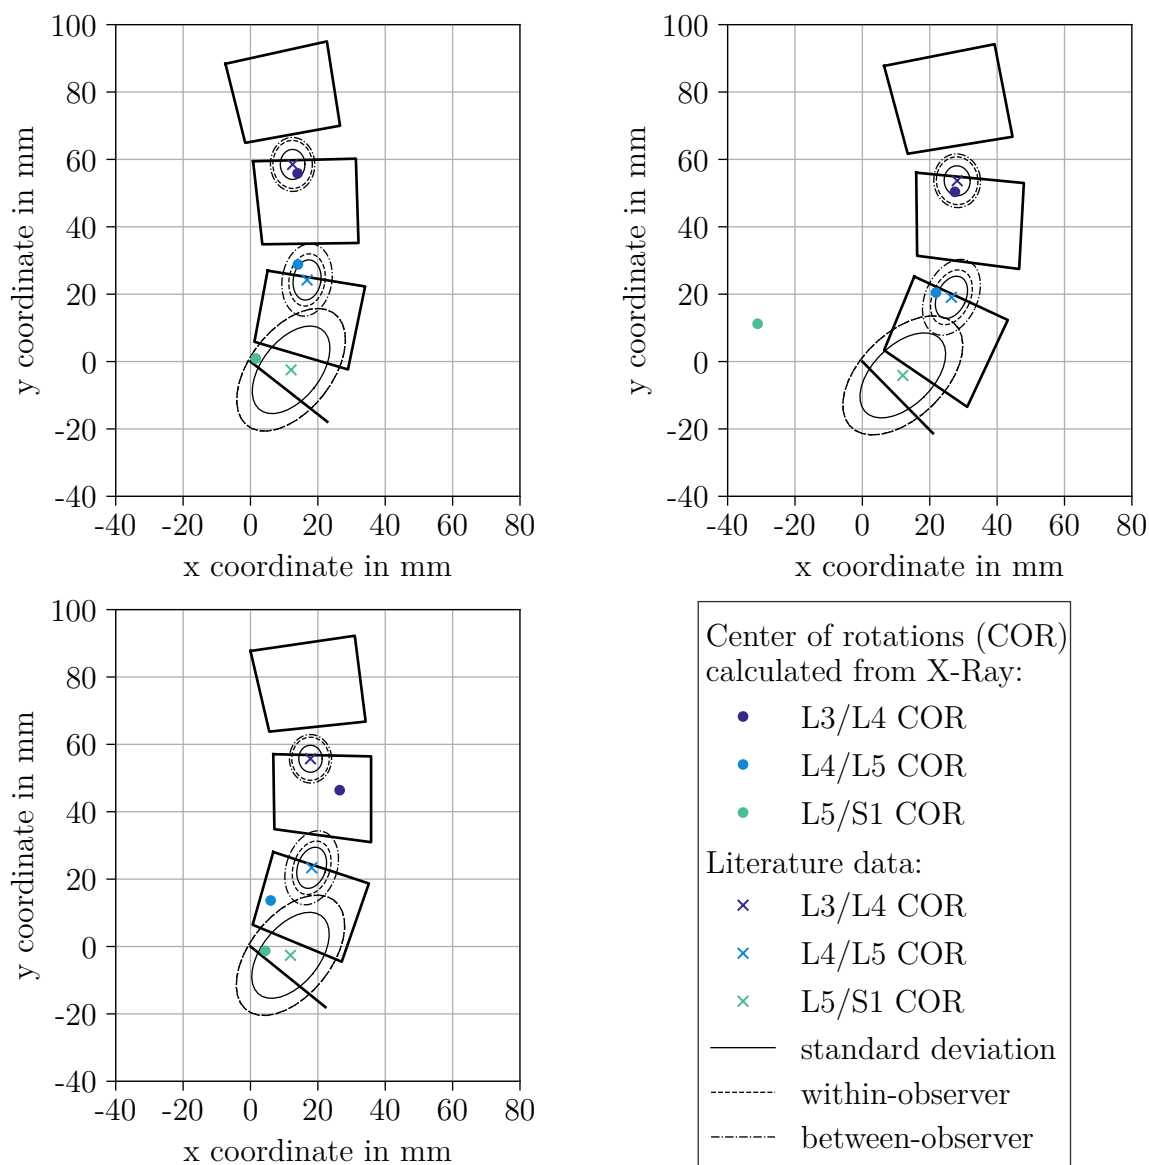 100
80
60
40
20
0
-20
-40
-40 -20 0 20 40 60 80
x coordinate in mm
y coordinate in mm
100
80
60
40
20
0
-20
-40
-40 -20 0 20 40 60 80
x coordinate in mm
y coordinate in mm
100
80
60
40
20
0
-20
-40
-40 -20 0 20 40 60 80
x coordinate in mm
y coordinate in mm
Center of rotations (COR)
calculated from X-Ray:
L3/L4 COR
L4/L5 COR
L5/S1 COR
Literature data:
L3/L4 COR
L4/L5 COR
L5/S1 COR
standard deviation
within-observer
between-observer